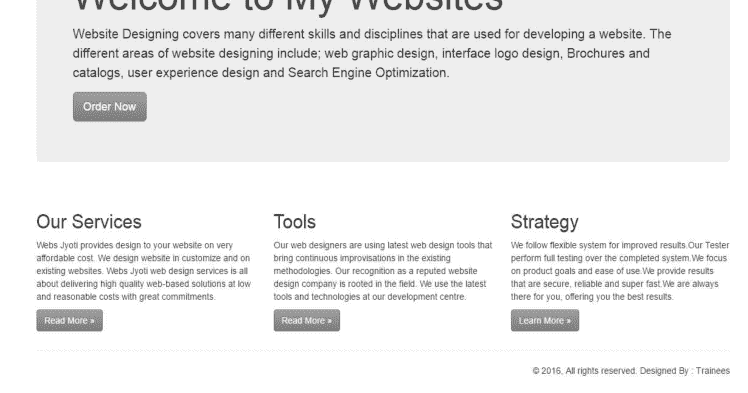 Welcome to My Websites
Website Designing covers many different skills and disciplines that are used for developing a website. The
different areas of website designing include; web graphic design, interface logo design, Brochures and
catalogs, user experience design and Search Engine Optimization.
Order Now
Our Services
Webs Jyoti provides design to your website on very
affordable cost. We design website in customize and on
existing websites. Webs Jyoti web design services is all
about delivering high quality web-based solutions at low
and reasonable costs with great commitments.
Read More »
Tools
Our web designers are using latest web design tools that
bring continuous improvisations in the existing
methodologies. Our recognition as a reputed website
design company is rooted in the field. We use the latest
tools and technologies at our development centre.
Read More »
Strategy
We follow flexible system for improved results.Our Tester
perform full testing over the completed system.We focus
on product goals and ease of use.We provide results
that are secure, reliable and super fast.We are always
there for you, offering you the best results.
Learn More »
© 2016, All rights reserved. Designed By : Trainees